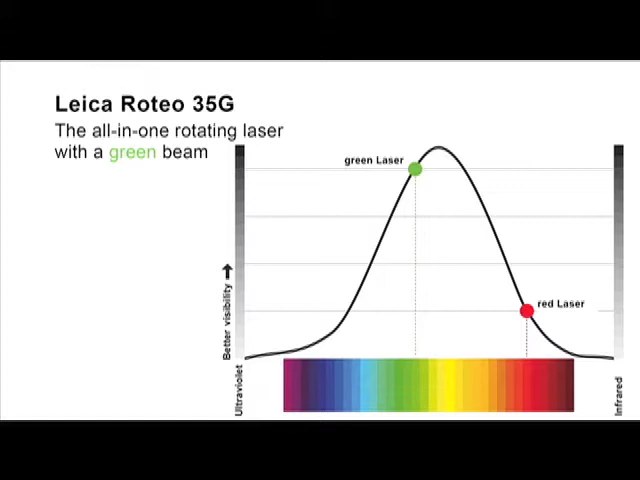 Leica Roteo 35G
The all-in-one rotating laser
with a green beam
green Laser
red Laser
Better visibility
Ultraviolet
Infrared